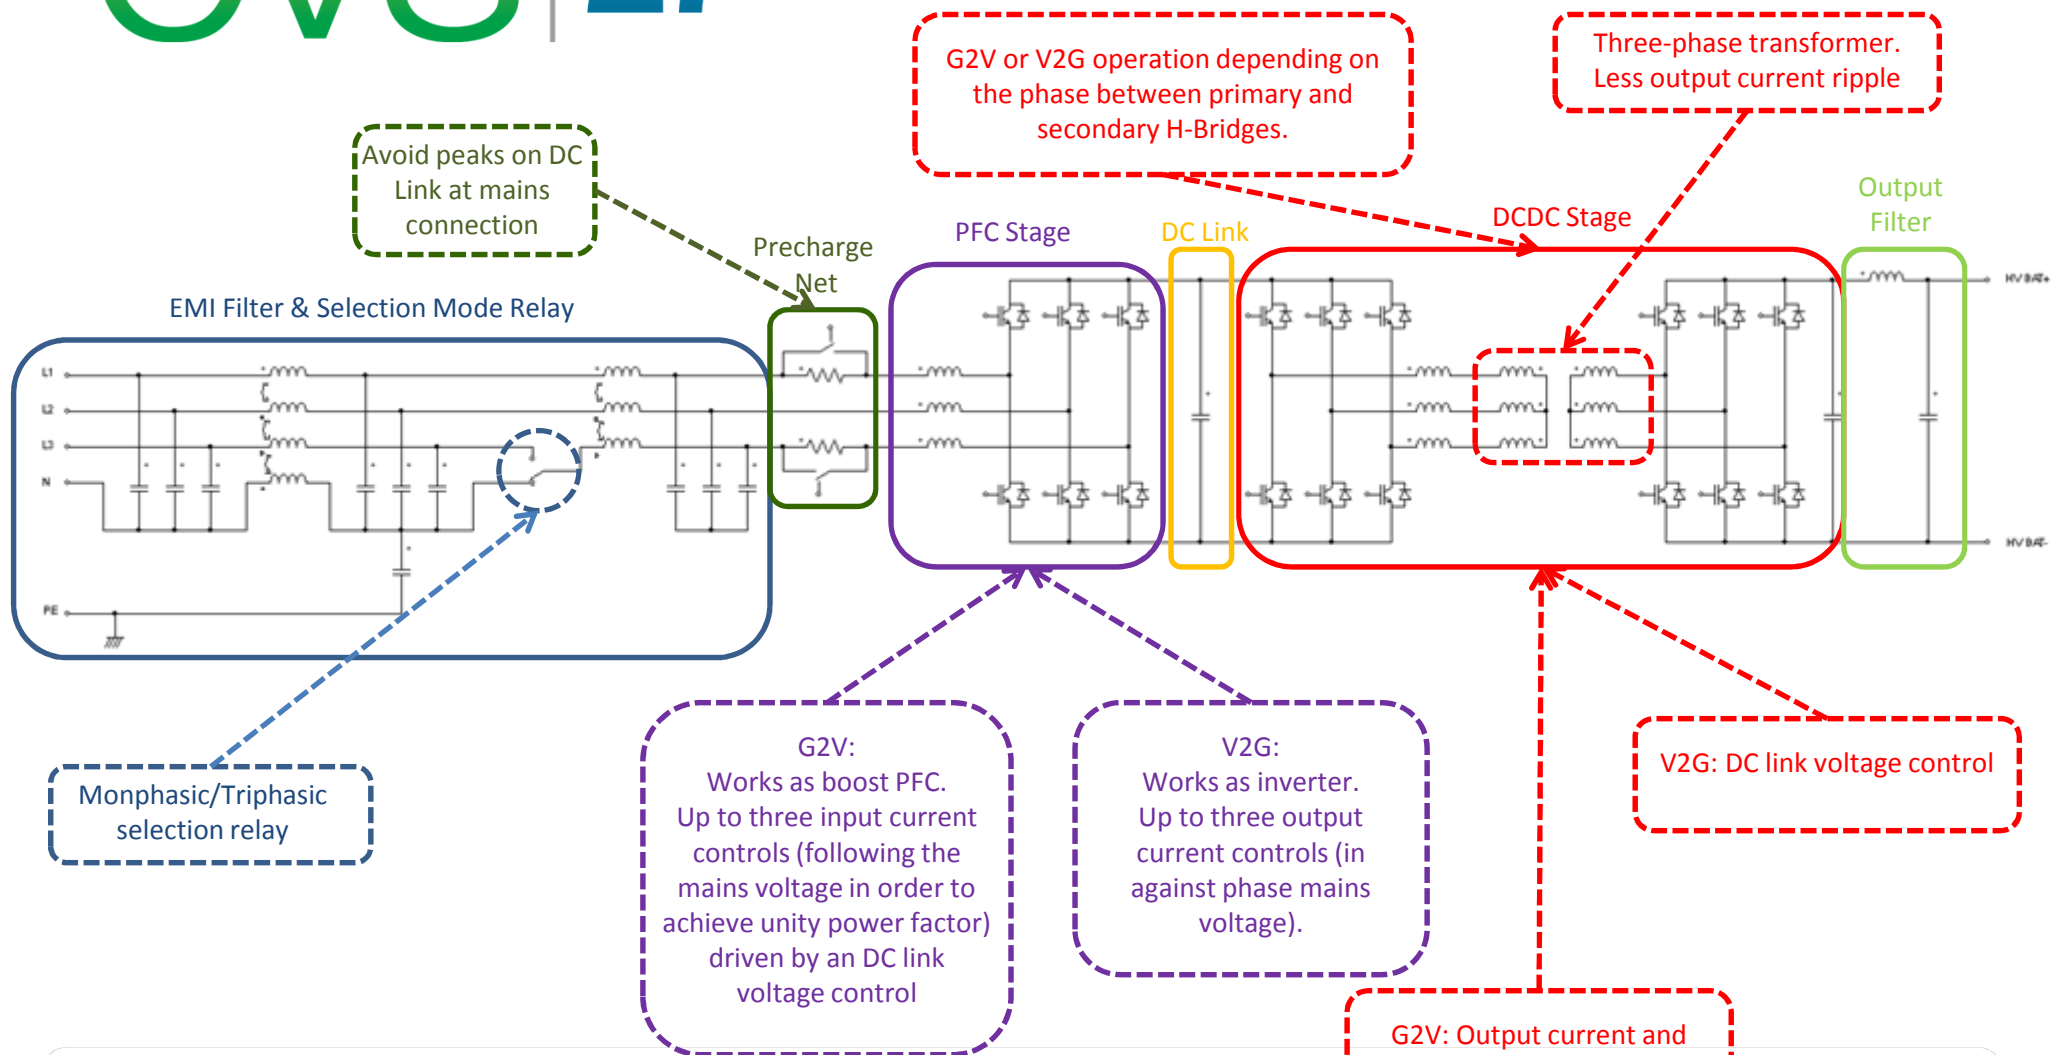 G2V or V2G operation depending on
the phase between primary and
secondary H-Bridges.
Three-phase transformer.
Less output current ripple
Avoid peaks on DC
Link at mains
connection
Output
Filter
DCDC Stage
PFC Stage
DC Link
Precharge
Net
EMI Filter & Selection Mode Relay
HV BAT+
L1
L2
L3
N
HV BAT-
PE
G2V:
Works as boost PFC.
Up to three input current
controls (following the
mains voltage in order to
achieve unity power factor)
driven by an DC link
voltage control
V2G:
Works as inverter.
Up to three output
current controls (in
against phase mains
voltage).
V2G: DC link voltage control
Monphasic/Triphasic
selection relay
G2V: Output current and